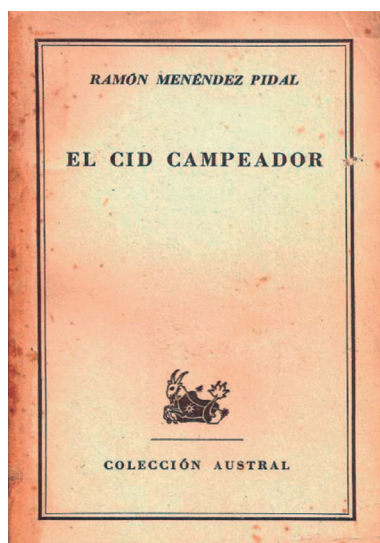 RAMÓN MENÉNDEZ PIDAL
EL CID CAMPEADOR
COLECCIÓN AUSTRAL